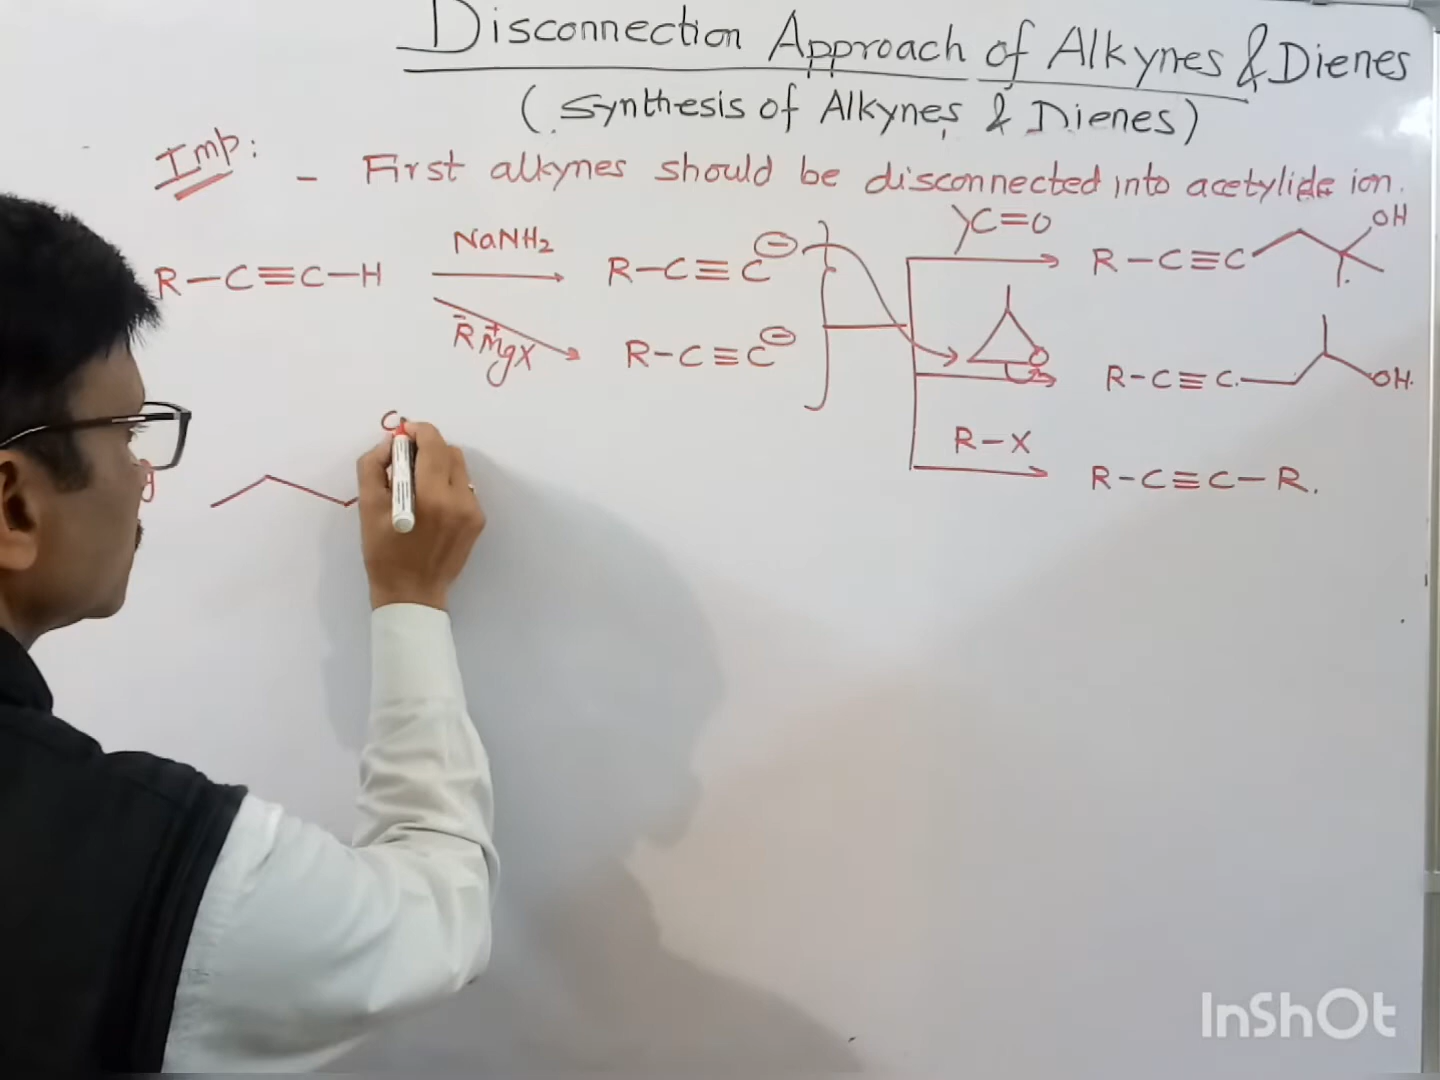 Disconnection Approach of Alkynes & Dienes
(Synthesis of Alkynes & Dienes)
Imp: - First alkynes should be disconnected into acetylide ion.
R-C≡C-H NaNH2 R-C≡C⊖ >C=O R-C≡C OH
R̄M⁺gX R-C≡C⊖ O R-C≡C OH.
R-X R-C≡C-R.
InShOt